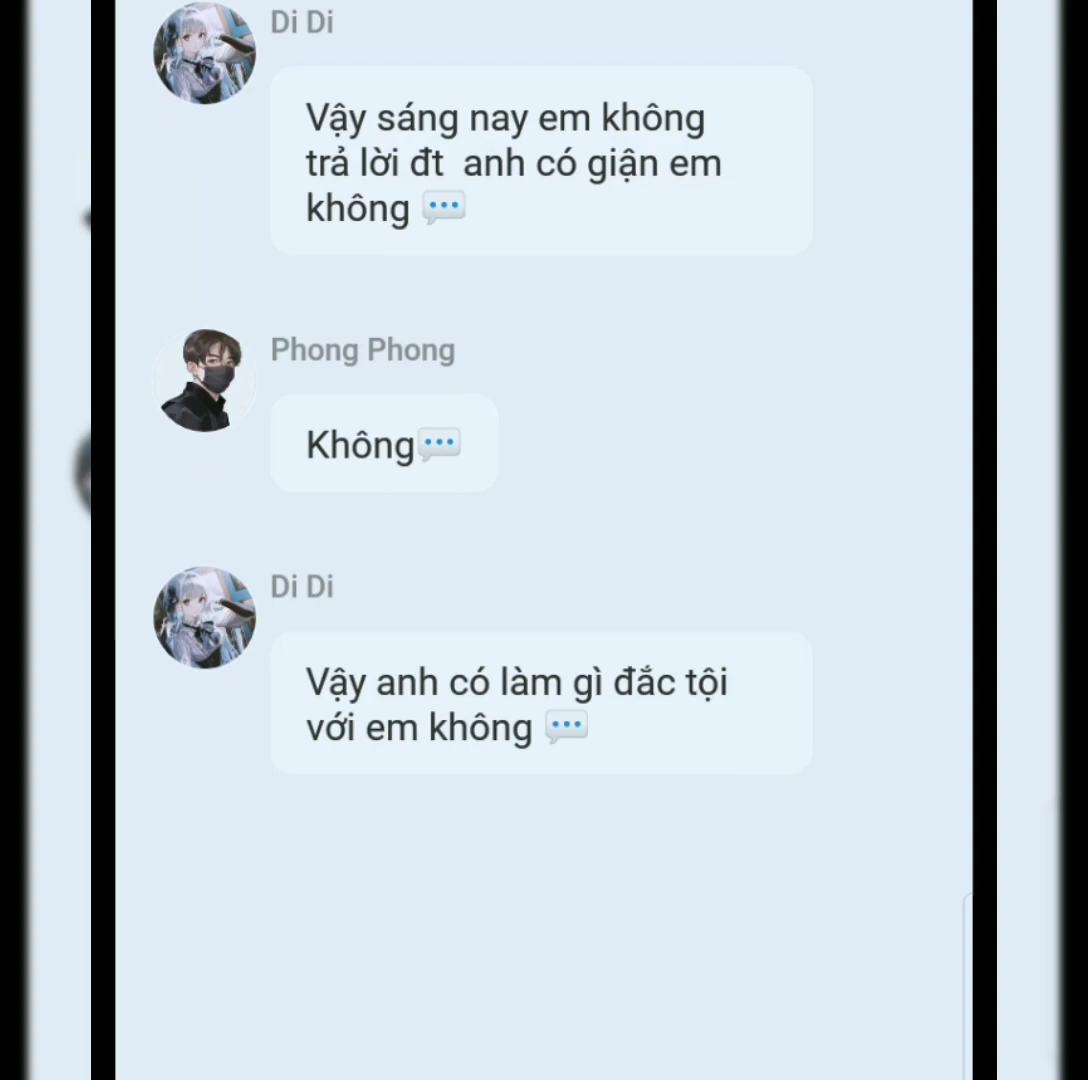 Di Di
Vậy sáng nay em không
trả lời đt  anh có giận em
không 💬
Phong Phong
Không💬
Di Di
Vậy anh có làm gì đắc tội
với em không 💬